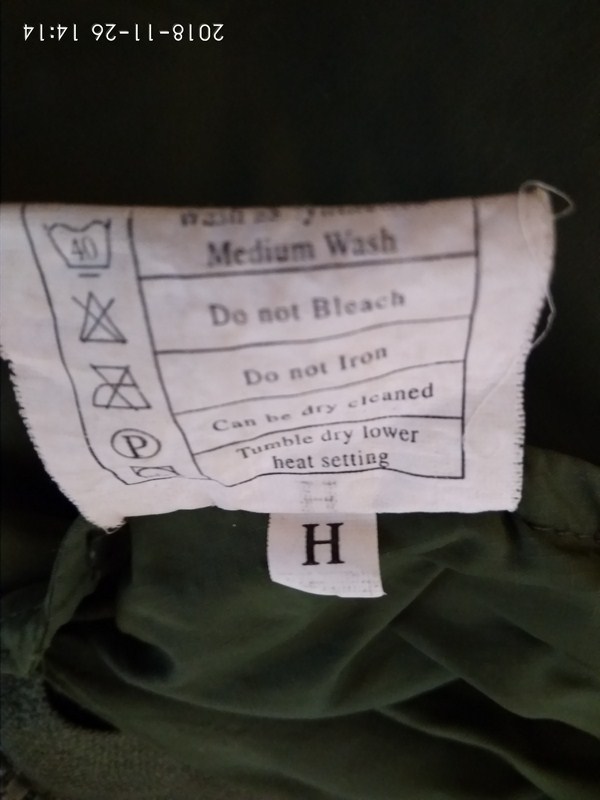 2018-11-26 14:14
40
Medium Wash
Do not Bleach
Do not Iron
Can be dry cleaned
P
Tumble dry lower
heat setting
H